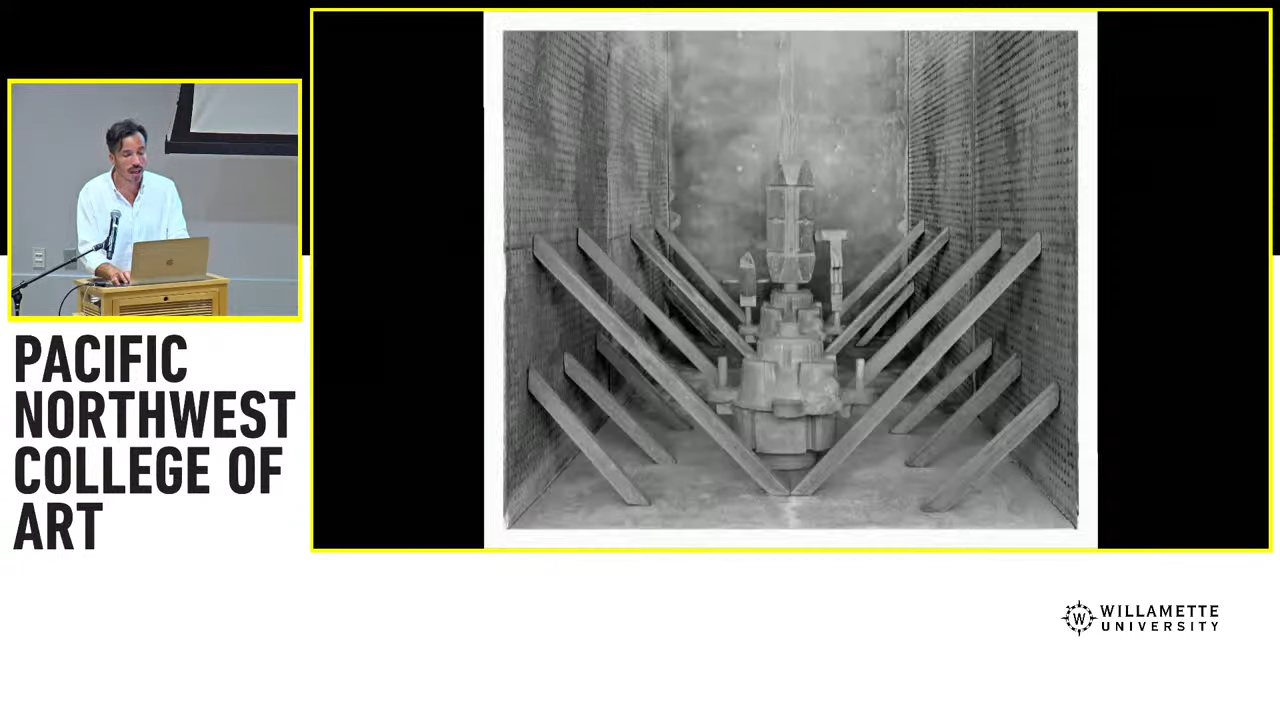 PACIFIC
NORTHWEST
COLLEGE OF
ART
W
WILLAMETTE
UNIVERSITY